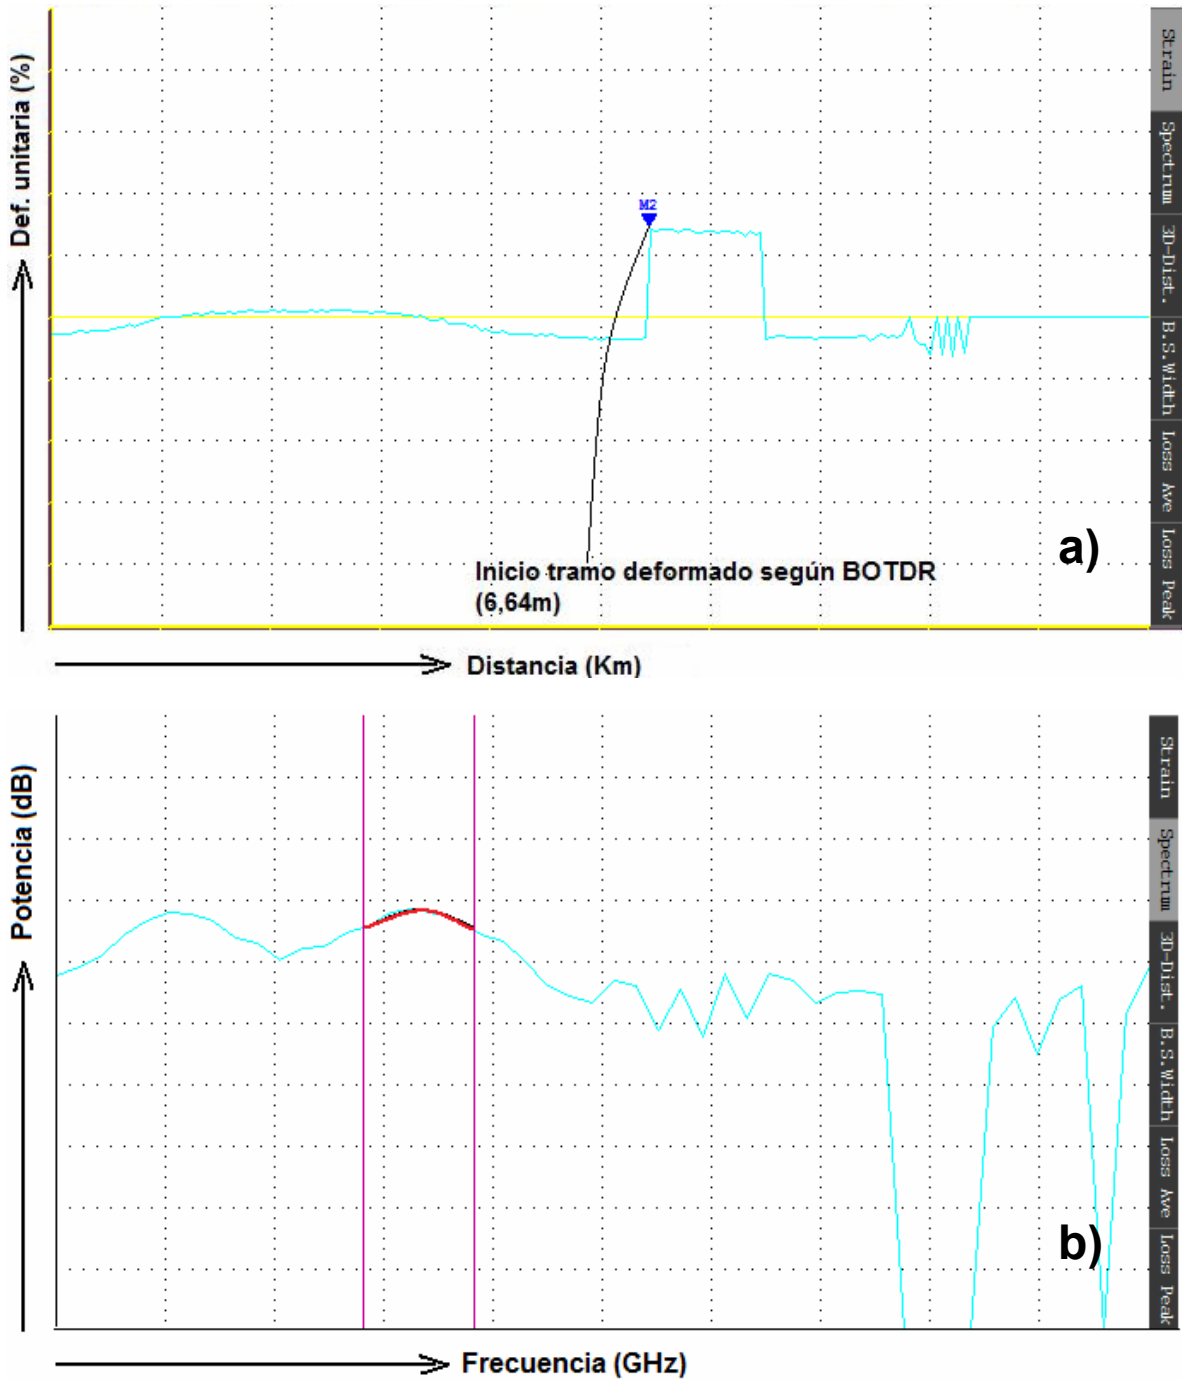 Def. unitaria (%)
M2
Inicio tramo deformado según BOTDR
(6,64m)
a)
Distancia (Km)
Strain
Spectrum
3D-Dist.
B.S.Width
Loss Ave
Loss Peak
Potencia (dB)
b)
Frecuencia (GHz)
Strain
Spectrum
3D-Dist.
B.S.Width
Loss Ave
Loss Peak